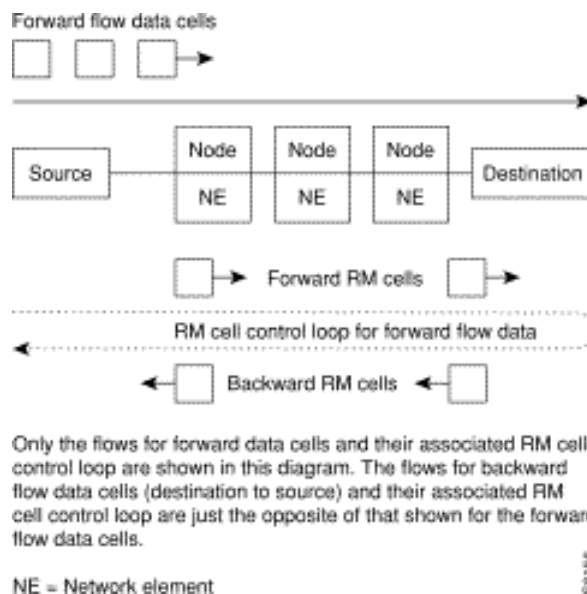 Forward flow data cells
Source
Node
NE
Node
NE
Node
NE
Destination
Forward RM cells
RM cell control loop for forward flow data
Backward RM cells
Only the flows for forward data cells and their associated RM cell
control loop are shown in this diagram. The flows for backward
flow data cells (destination to source) and their associated RM
cell control loop are just the opposite of that shown for the forward
flow data cells.
NE = Network element